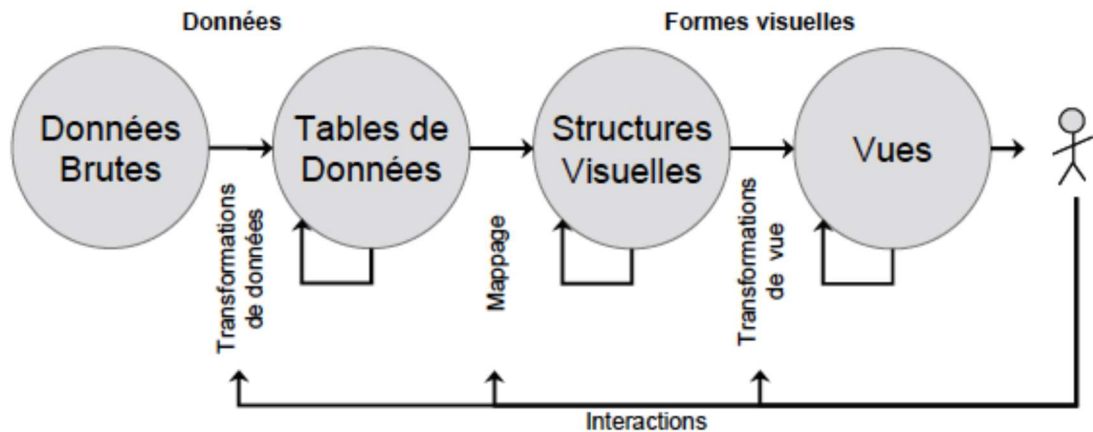 Données
Formes visuelles
Données
Brutes
Tables de
Données
Structures
Visuelles
Vues
Transformations
de données
Mappage
Transformations
de vue
Interactions